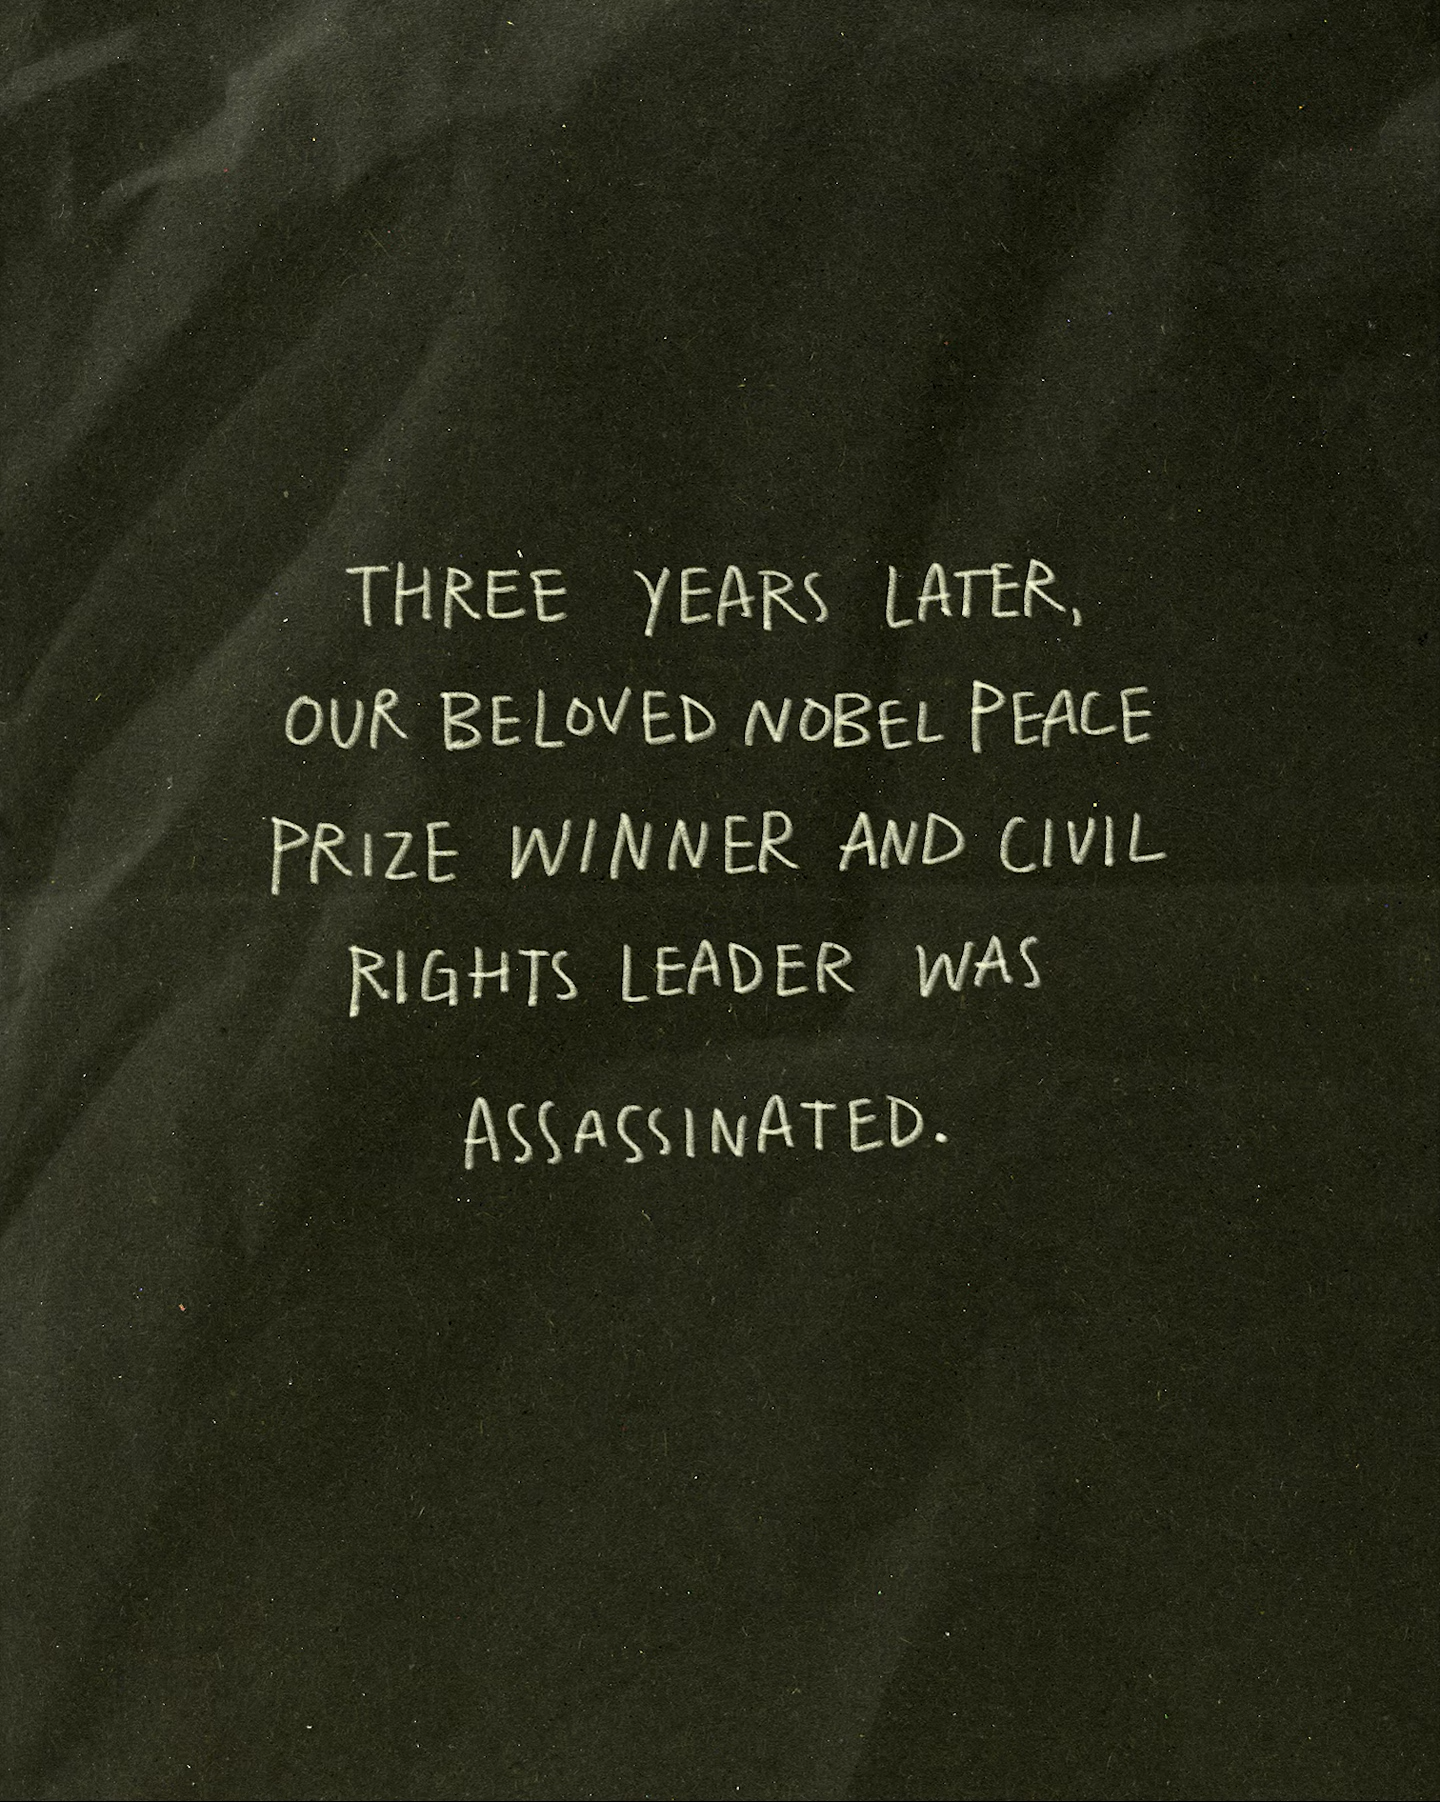 THREE YEARS LATER,
OUR BELOVED NOBEL PEACE
PRIZE WINNER AND CIVIL
RIGHTS LEADER WAS
ASSASSINATED.